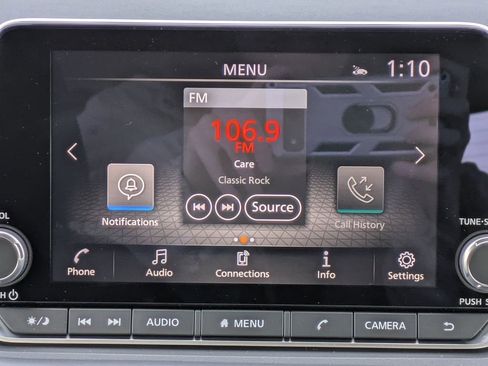 MENU
1:10
FM
106.9
FM
Care
Classic Rock
Source
Notifications
Call History
Phone
Audio
Connections
Info
Settings
OL
TUNE·S
H
PUSH S
AUDIO
MENU
CAMERA